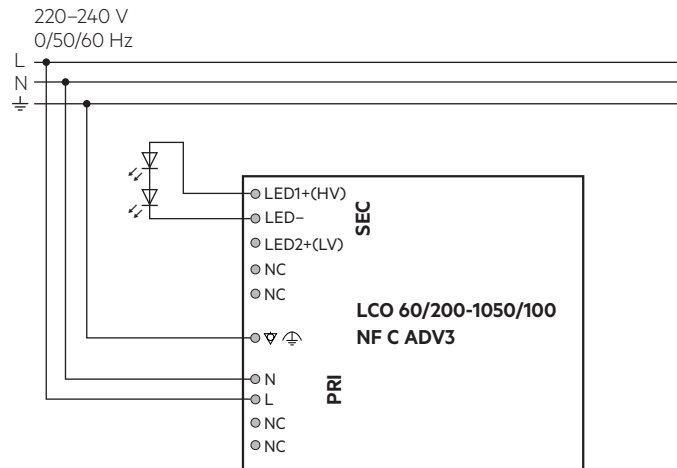 220–240 V
0/50/60 Hz
L
N
LED1+(HV)
LED–
LED2+(LV)
NC
NC
SEC
LCO 60/200-1050/100
NF C ADV3
N
L
NC
NC
PRI